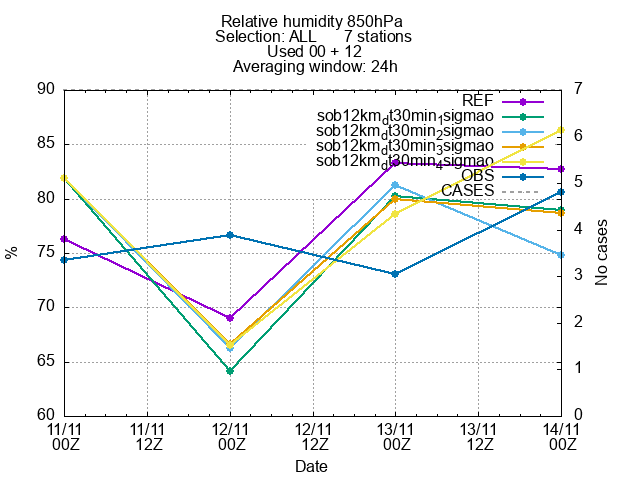 Relative humidity 850hPa
Selection: ALL 7 stations
Used 00 + 12
Averaging window: 24h
90
85
80
75
70
65
60
%
7
6
5
4
3
2
1
0
No cases
REF
sob12km_dt30min_1sigmao
sob12km_dt30min_2sigmao
sob12km_dt30min_3sigmao
sob12km_dt30min_4sigmao
OBS
CASES
11/11 11/11 12/11 12/11 13/11 13/11 14/11
00Z 12Z 00Z 12Z 00Z 12Z 00Z
Date